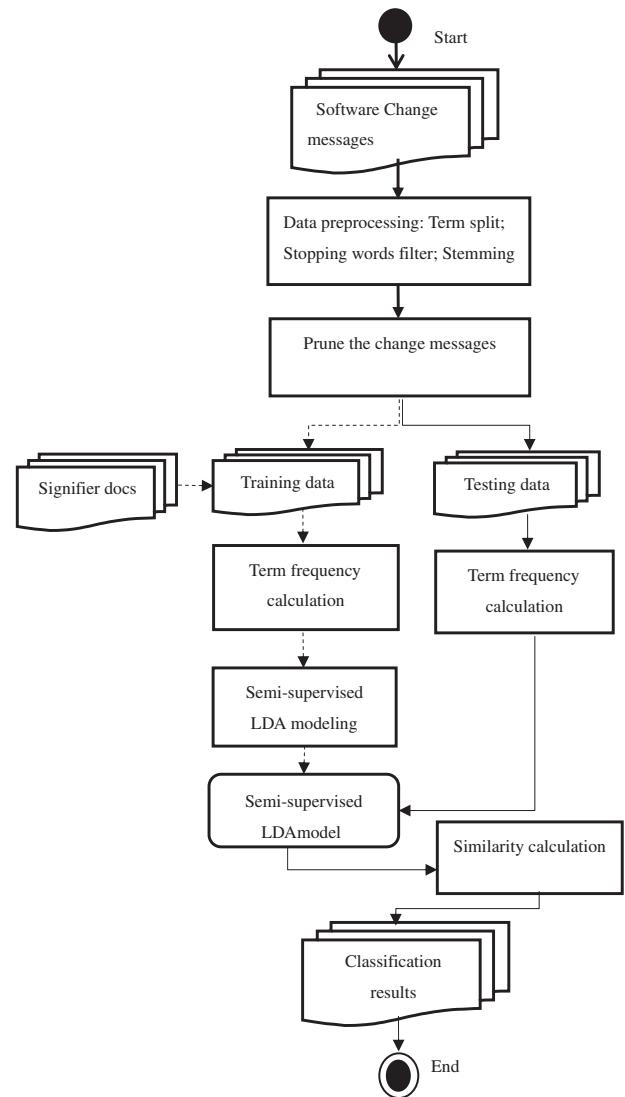 Start
Software Change
messages
Data preprocessing: Term split;
Stopping words filter; Stemming
Prune the change messages
Signifier docs
Training data
Testing data
Term frequency
calculation
Term frequency
calculation
Semi-supervised
LDA modeling
Semi-supervised
LDAmodel
Similarity calculation
Classification
results
End